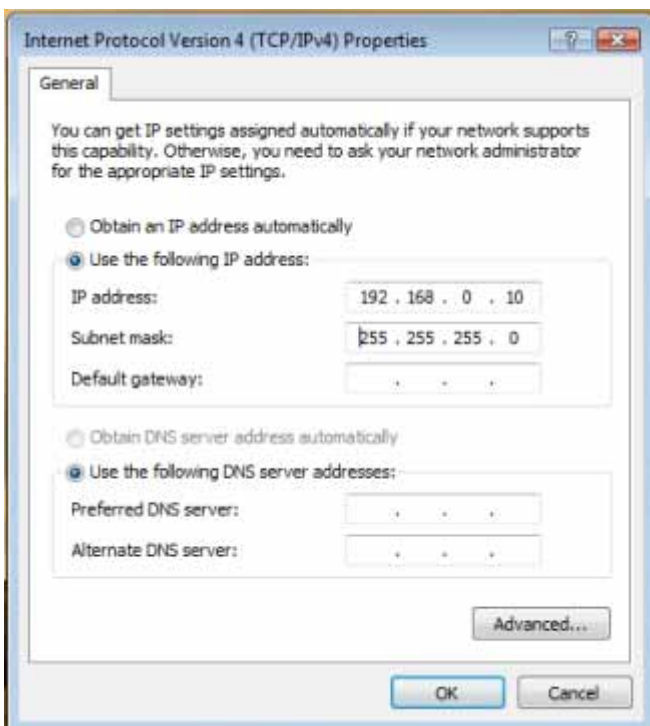 Internet Protocol Version 4 (TCP/IPv4) Properties
General
You can get IP settings assigned automatically if your network supports
this capability. Otherwise, you need to ask your network administrator
for the appropriate IP settings.
Obtain an IP address automatically
Use the following IP address:
IP address: 192 . 168 . 0 . 10
Subnet mask: 255 . 255 . 255 . 0
Default gateway: . . .
Obtain DNS server address automatically
Use the following DNS server addresses:
Preferred DNS server: . . .
Alternate DNS server: . . .
Advanced...
OK Cancel